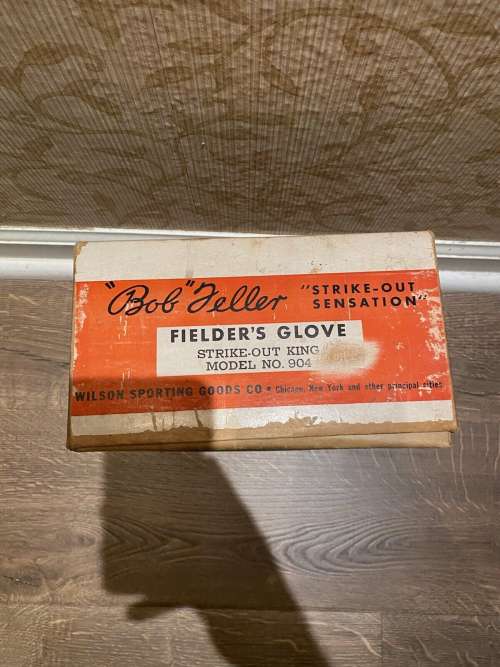 "Bob" Feller
"STRIKE-OUT
SENSATION"
FIELDER'S GLOVE
STRIKE-OUT KING
MODEL NO. 904
WILSON SPORTING GOODS CO • Chicago, New York and other principal cities